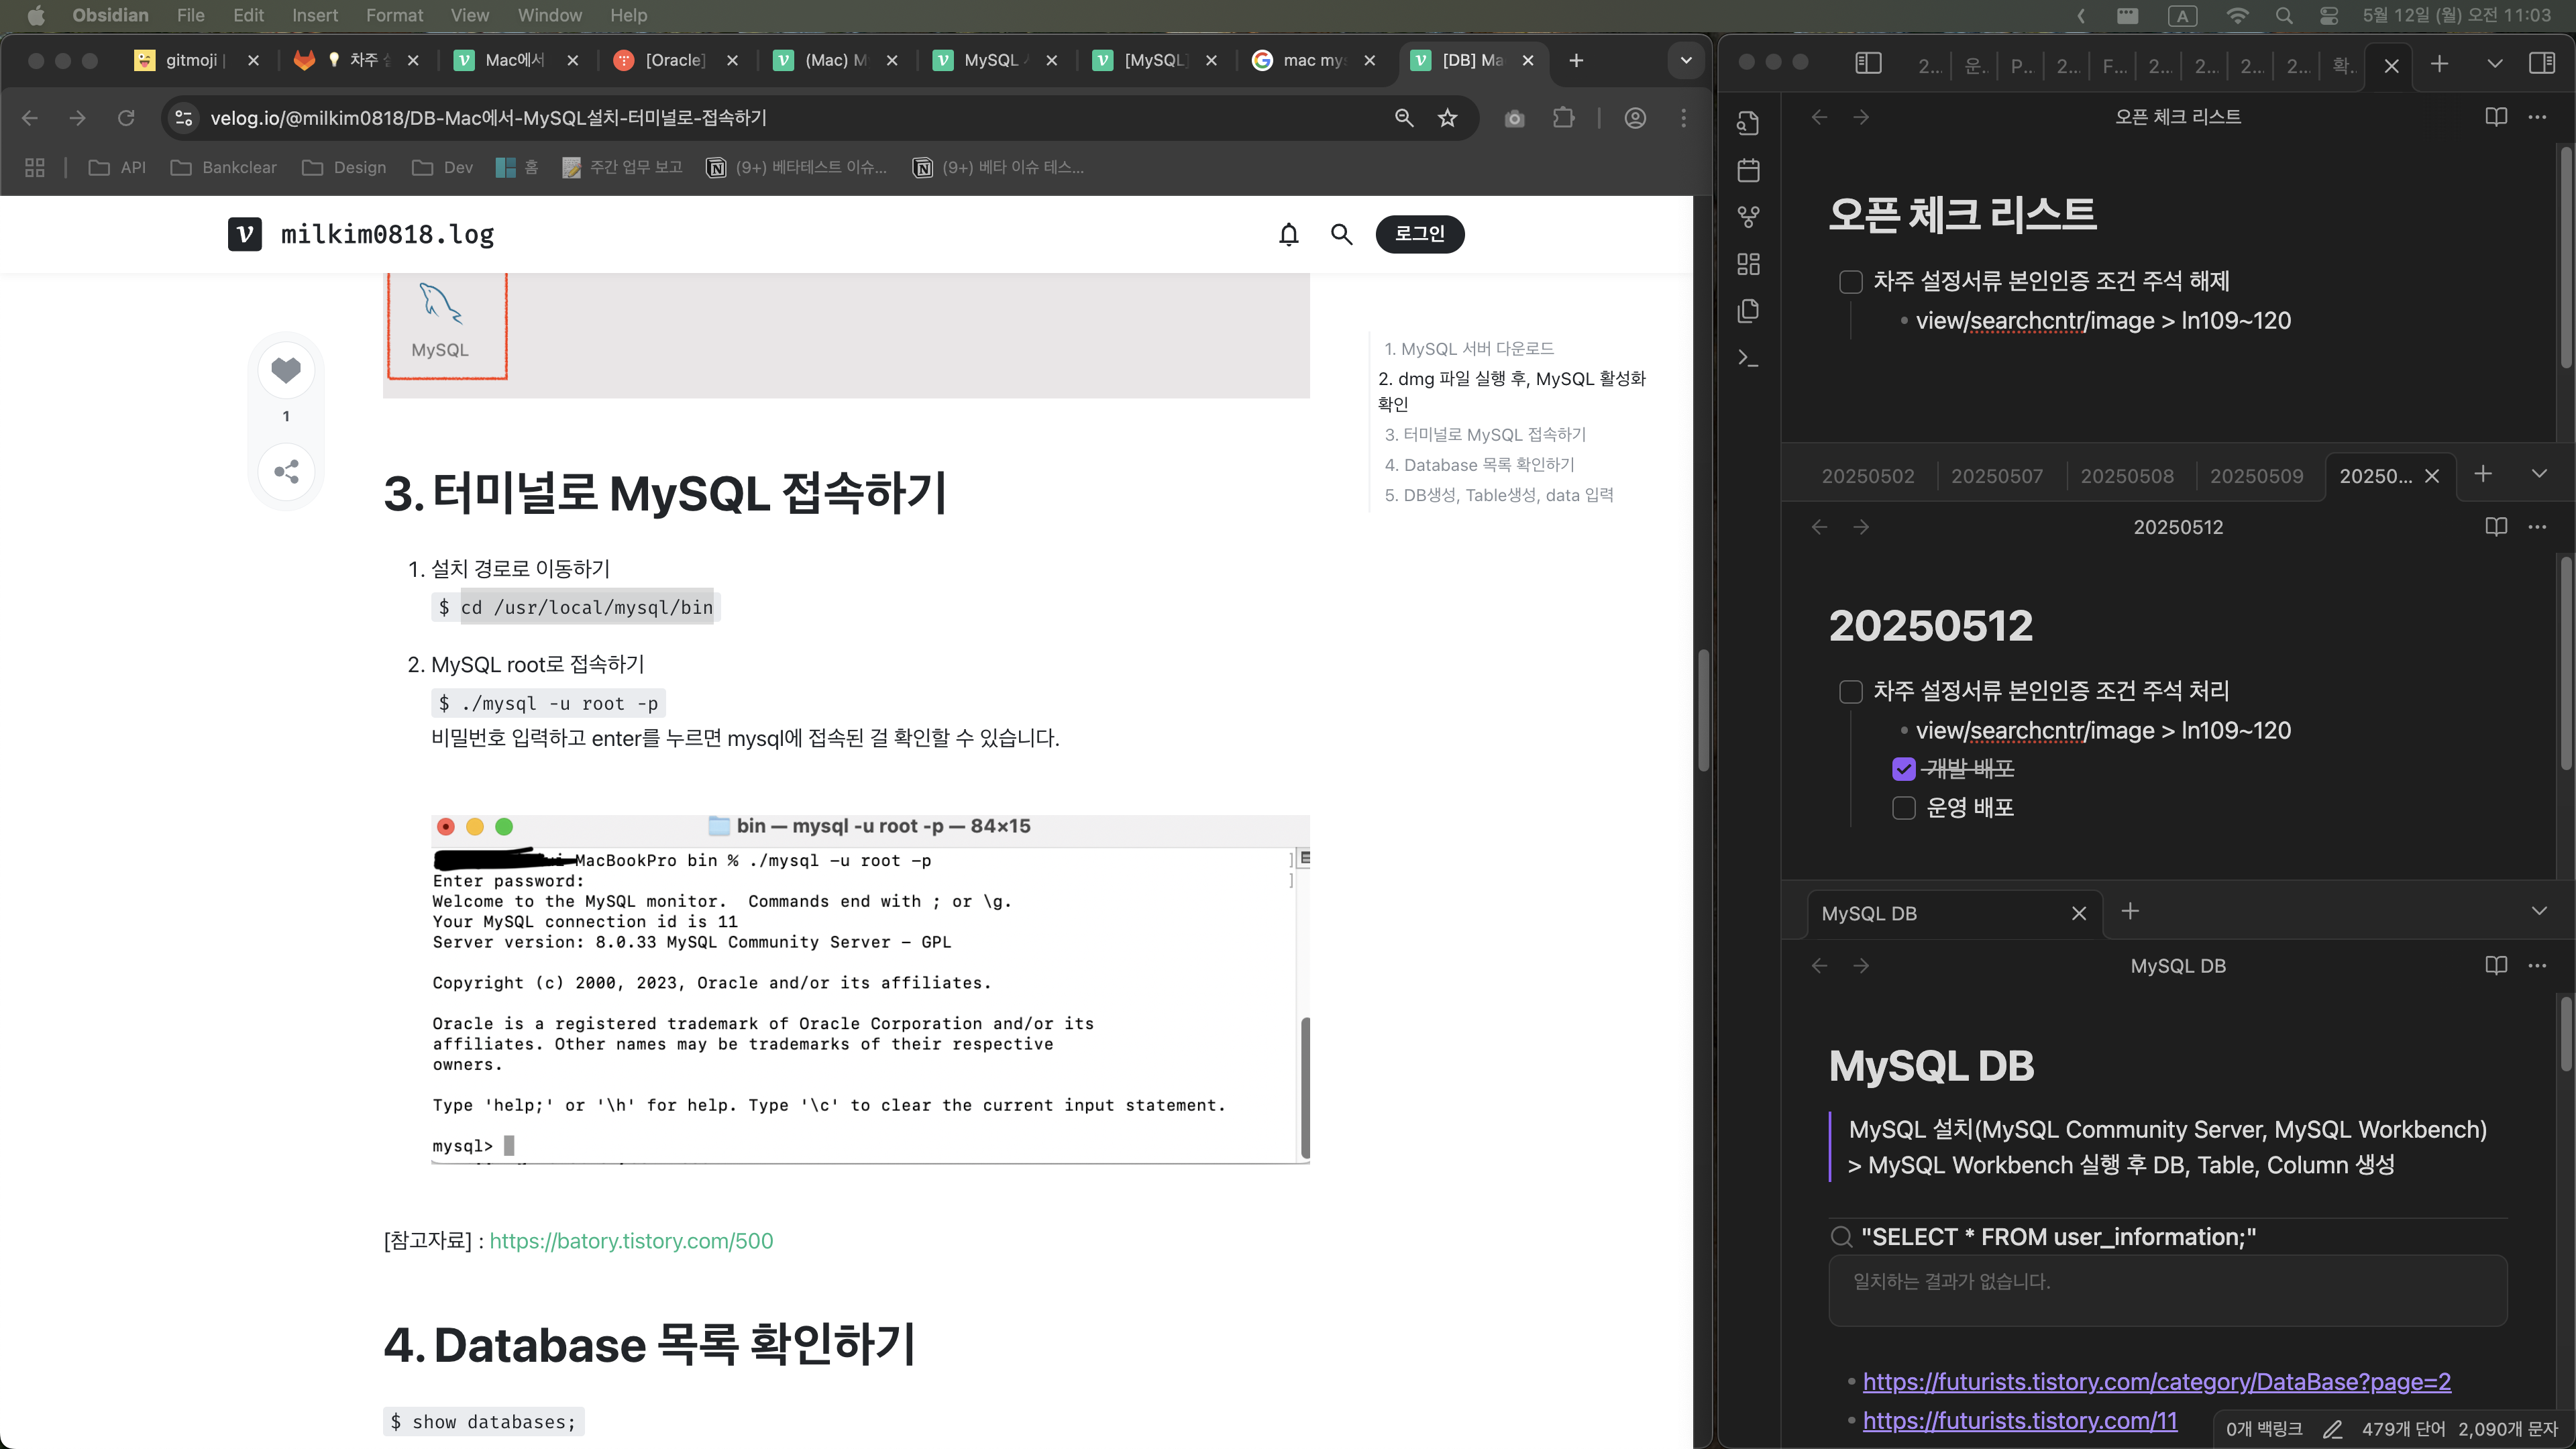 Obsidian File Edit Insert Format View Window Help
A 5월 12일 (월) 오전 11:03
gitmoji |
차주
Mac에서
[Oracle]
(Mac) M
MySQL
[MySQL]
mac my
[DB] Ma
velog.io/@milkim0818/DB-Mac에서-MySQL설치-터미널로-접속하기
API Bankclear Design Dev 홈 주간 업무 보고 (9+) 베타테스트 이슈... (9+) 베타 이슈 테스...
milkim0818.log
로그인
MySQL
1
3. 터미널로 MySQL 접속하기
1. 설치 경로로 이동하기
$ cd /usr/local/mysql/bin
2. MySQL root로 접속하기
$ ./mysql -u root -p
비밀번호 입력하고 enter를 누르면 mysql에 접속된 걸 확인할 수 있습니다.
bin — mysql -u root -p — 84×15
MacBookPro bin % ./mysql -u root -p
Enter password:
Welcome to the MySQL monitor. Commands end with ; or \g.
Your MySQL connection id is 11
Server version: 8.0.33 MySQL Community Server - GPL
Copyright (c) 2000, 2023, Oracle and/or its affiliates.
Oracle is a registered trademark of Oracle Corporation and/or its
affiliates. Other names may be trademarks of their respective
owners.
Type 'help;' or '\h' for help. Type '\c' to clear the current input statement.
mysql>
[참고자료] : https://batory.tistory.com/500
4. Database 목록 확인하기
$ show databases;
1. MySQL 서버 다운로드
2. dmg 파일 실행 후, MySQL 활성화
확인
3. 터미널로 MySQL 접속하기
4. Database 목록 확인하기
5. DB생성, Table생성, data 입력
2... 운. P... 2... F... 2... 2... 2... 2... 확.
오픈 체크 리스트
오픈 체크 리스트
차주 설정서류 본인인증 조건 주석 해제
view/searchcntr/image > ln109~120
20250502 20250507 20250508 20250509 20250...
20250512
20250512
차주 설정서류 본인인증 조건 주석 처리
view/searchcntr/image > ln109~120
개발 배포
운영 배포
MySQL DB
MySQL DB
MySQL DB
MySQL 설치(MySQL Community Server, MySQL Workbench)
> MySQL Workbench 실행 후 DB, Table, Column 생성
"SELECT * FROM user_information;"
일치하는 결과가 없습니다.
https://futurists.tistory.com/category/DataBase?page=2
https://futurists.tistory.com/11
0개 백링크 479개 단어 2,090개 문자